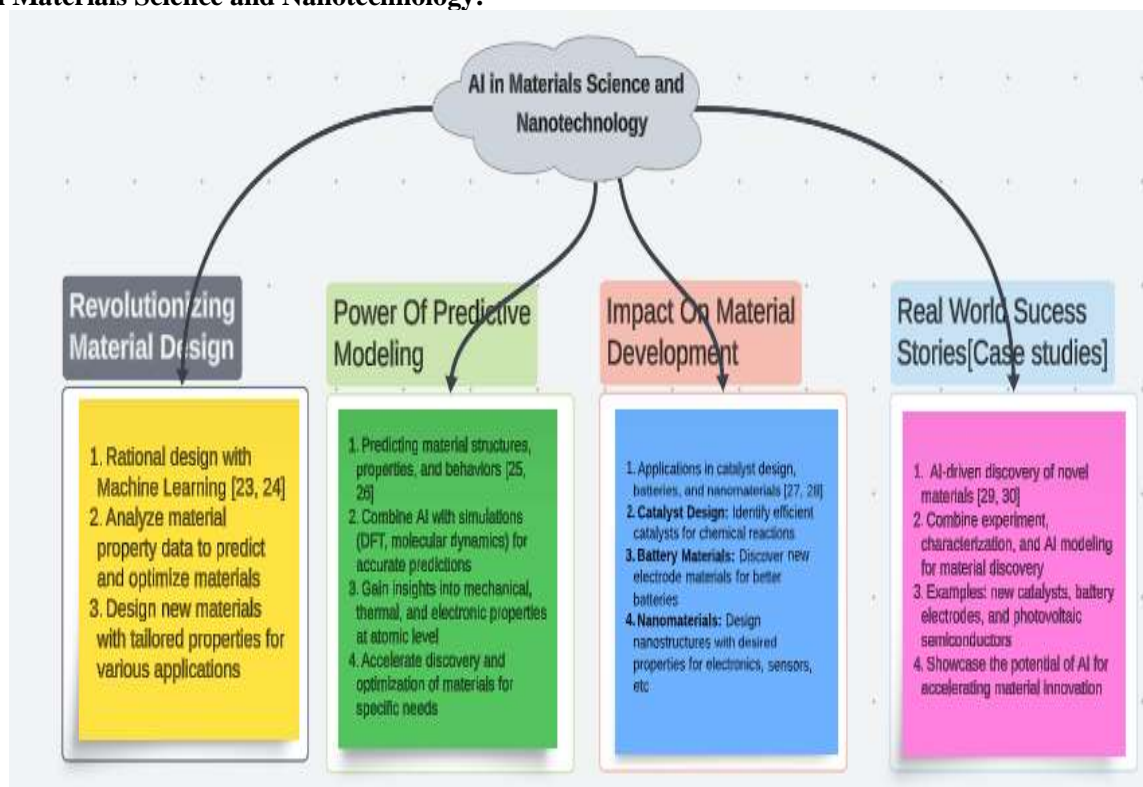 Materials Science and Nanotechnology:
AI in Materials Science and
Nanotechnology
Revolutionizing
Material Design
1. Rational design with
Machine Learning [23, 24]
2. Analyze material
property data to predict
and optimize materials
3. Design new materials
with tailored properties for
various applications
Power Of Predictive
Modeling
1. Predicting material structures,
properties, and behaviors [25,
26]
2. Combine AI with simulations
(DFT, molecular dynamics) for
accurate predictions
3. Gain insights into mechanical,
thermal, and electronic properties
at atomic level
4. Accelerate discovery and
optimization of materials for
specific needs
Impact On Material
Development
1. Applications in catalyst design,
batteries, and nanomaterials [27, 28]
2. Catalyst Design: Identify efficient
catalysts for chemical reactions
3. Battery Materials: Discover new
electrode materials for better
batteries
4. Nanomaterials: Design
nanostructures with desired
properties for electronics, sensors,
etc
Real World Sucess
Stories[Case studies]
1. AI-driven discovery of novel
materials [29, 30]
2. Combine experiment,
characterization, and AI modeling
for material discovery
3. Examples: new catalysts, battery
electrodes, and photovoltaic
semiconductors
4. Showcase the potential of AI for
accelerating material innovation